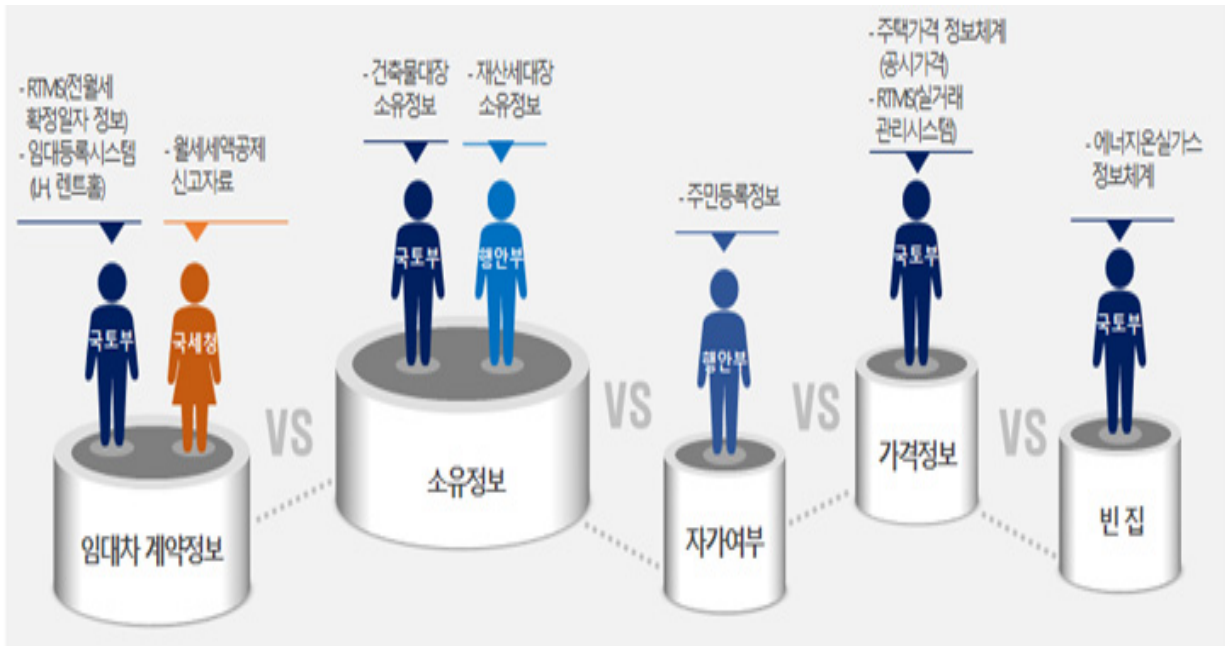 - RTMS(전월세
확정일자 정보)
- 임대등록시스템
(LH, 렌트홈)
- 월세세액공제
신고자료
국토부
국세청
임대차 계약정보
VS
- 건축물대장
소유정보
- 재산세대장
소유정보
국토부
행안부
소유정보
VS
- 주민등록정보
행안부
자가여부
VS
- 주택가격 정보체계
(공시가격)
- RTMS(실거래
관리시스템)
국토부
가격정보
VS
- 에너지온실가스
정보체계
국토부
빈 집